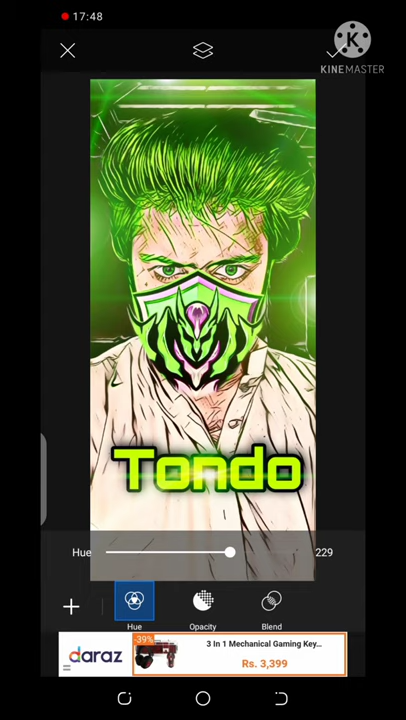 17:48
KINEMASTER
Tondo
Hue 229
Hue Opacity Blend
daraz
-39%
3 In 1 Mechanical Gaming Key...
Rs. 3,399